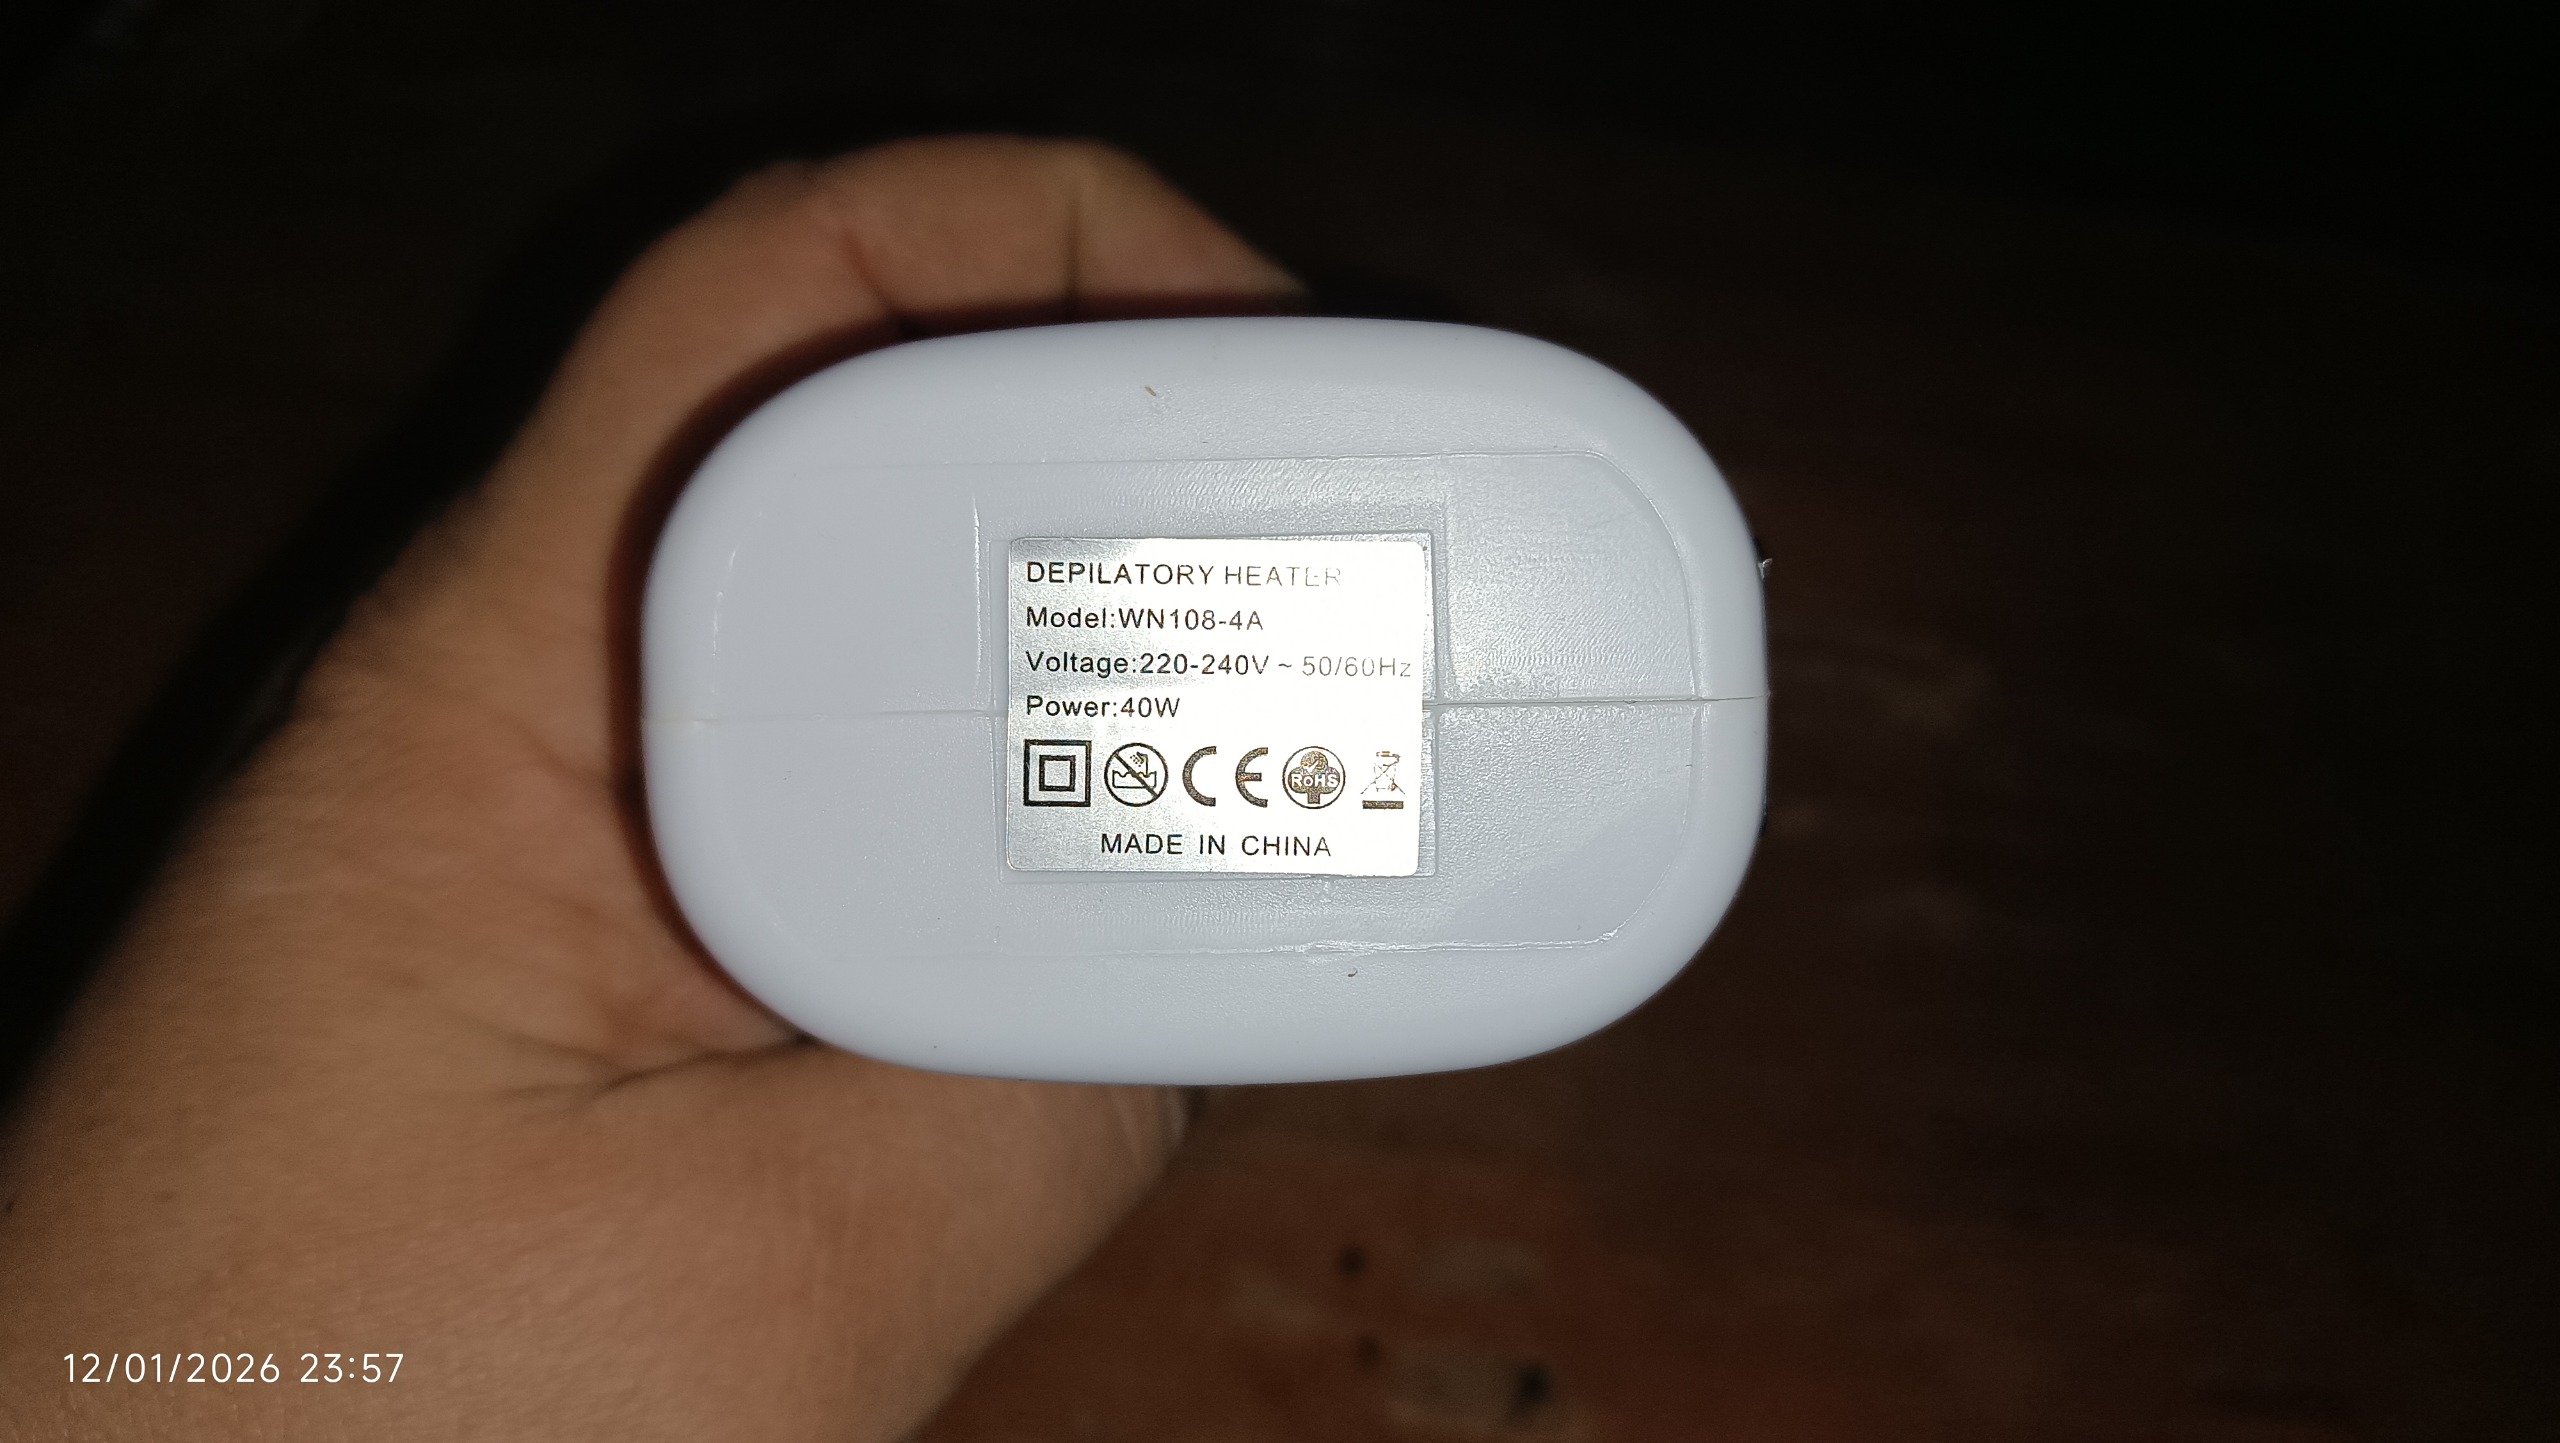 DEPILATORY HEATER
Model:WN108-4A
Voltage:220-240V ~ 50/60Hz
Power:40W
CE RoHS
MADE IN CHINA
12/01/2026 23:57